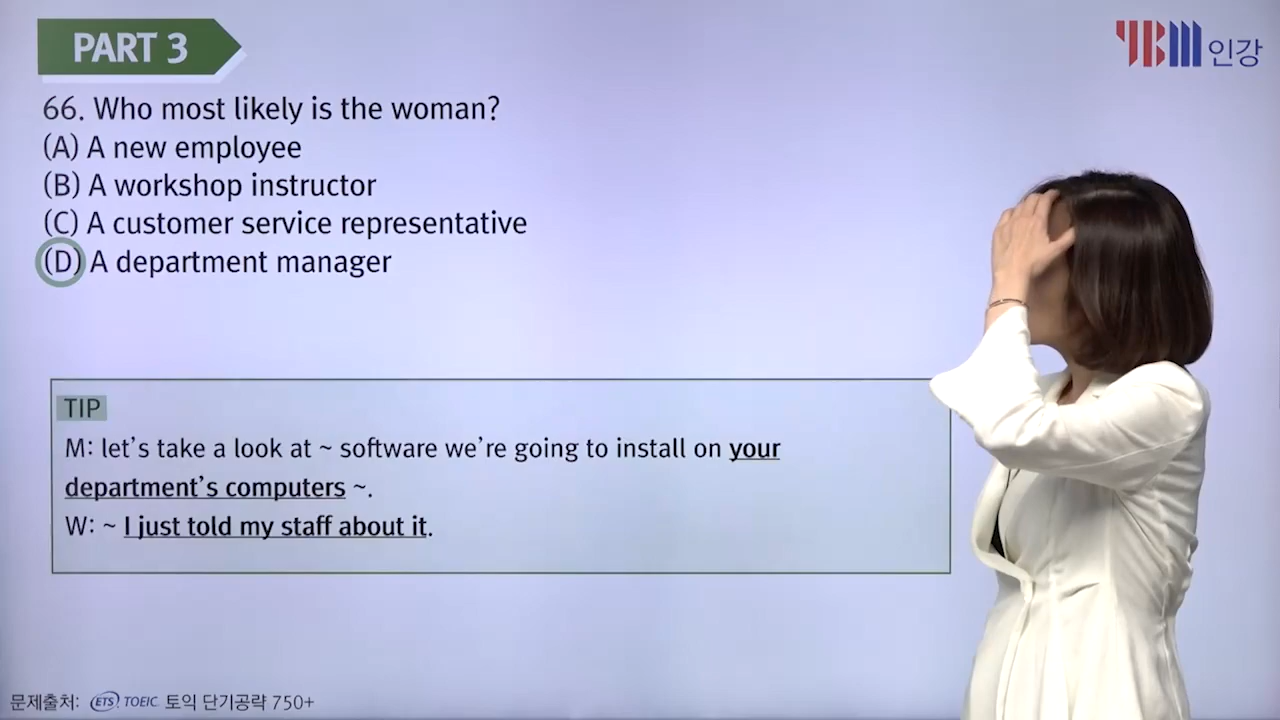 PART 3
YBM 인강
66. Who most likely is the woman?
(A) A new employee
(B) A workshop instructor
(C) A customer service representative
(D) A department manager
TIP
M: let's take a look at ~ software we're going to install on your
department's computers ~.
W: ~ I just told my staff about it.
문제출처: ETS TOEIC 토익 단기공략 750+